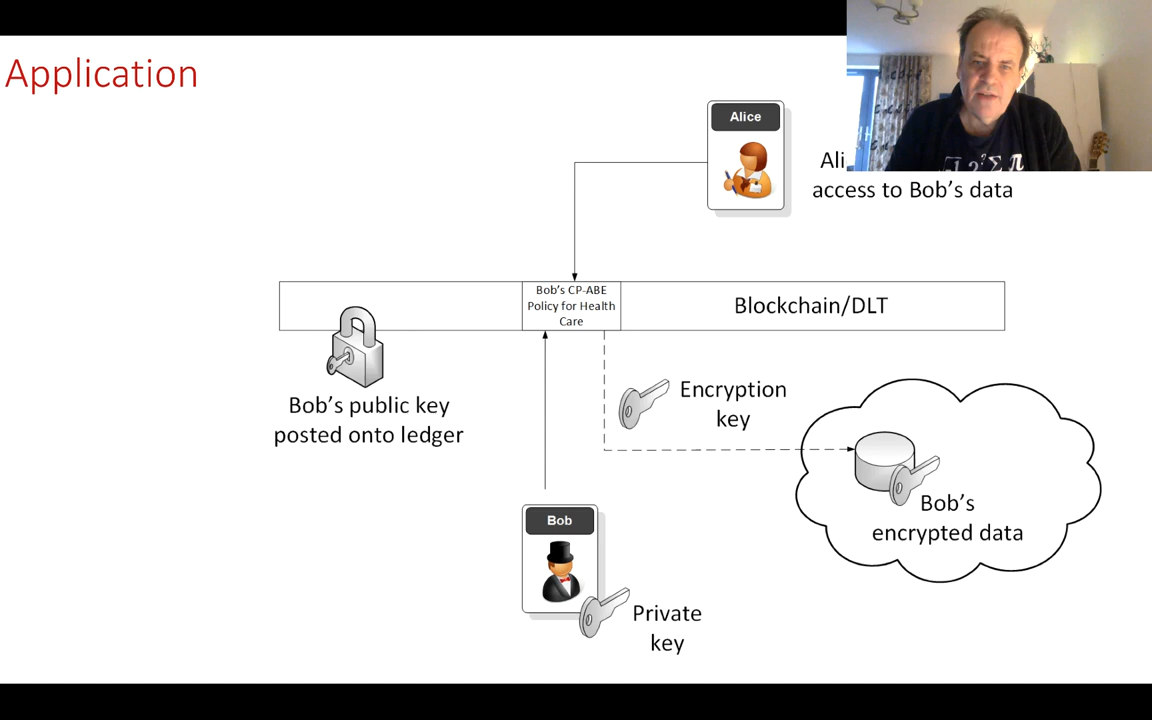 Application
Alice
Ali
access to Bob's data
Bob's CP-ABE
Policy for Health
Care
Blockchain/DLT
Bob's public key
posted onto ledger
Encryption
key
Bob's
encrypted data
Bob
Private
key